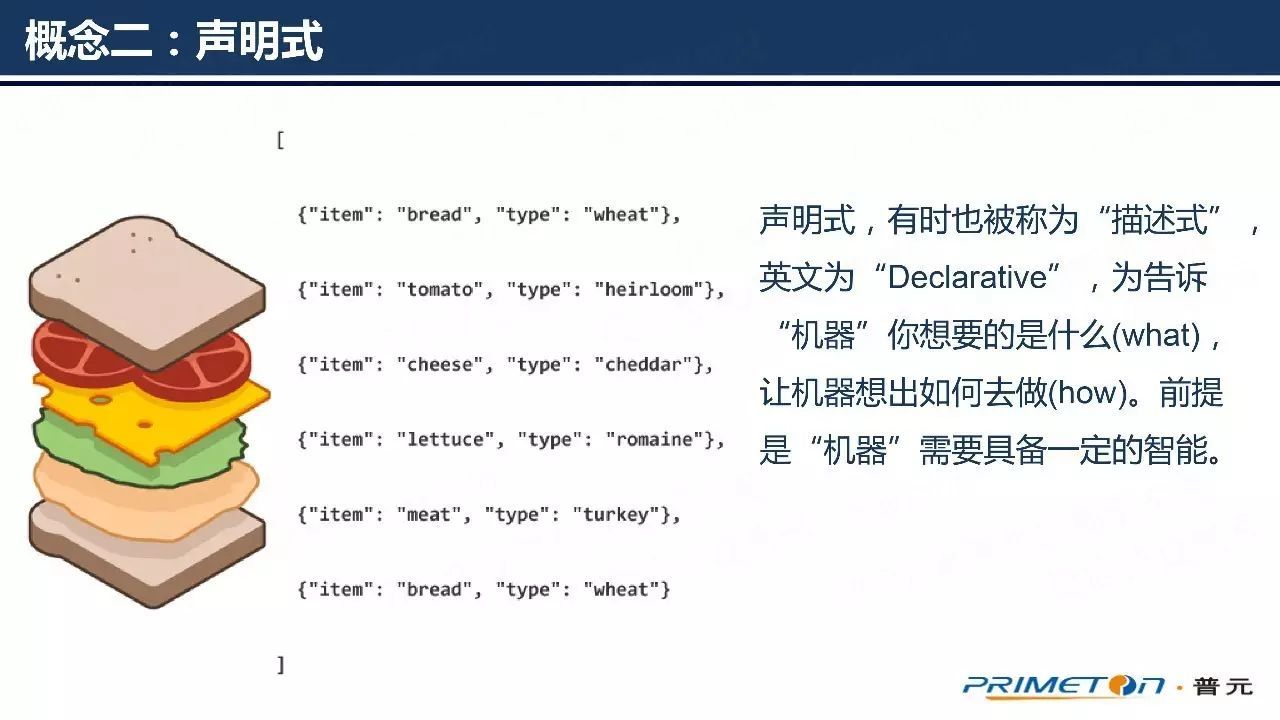 概念二：声明式
[
{"item": "bread", "type": "wheat"},
{"item": "tomato", "type": "heirloom"},
{"item": "cheese", "type": "cheddar"},
{"item": "lettuce", "type": "romaine"},
{"item": "meat", "type": "turkey"},
{"item": "bread", "type": "wheat"}
]
声明式，有时也被称为“描述式”，
英文为“Declarative”，为告诉
“机器”你想要的是什么(what)，
让机器想出如何去做(how)。前提
是“机器”需要具备一定的智能。
PRIMETON·普元